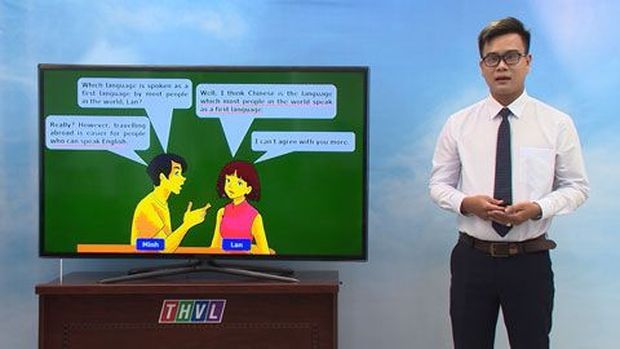 Which language is spoken as a
first language by most people
in the world, Lan?
Well, I think Chinese is the language
which most people in the world speak
as a first language.
Really? However, travelling
abroad is easier for people
who can speak English.
I can't agree with you more.
Minh
Lan
THVL